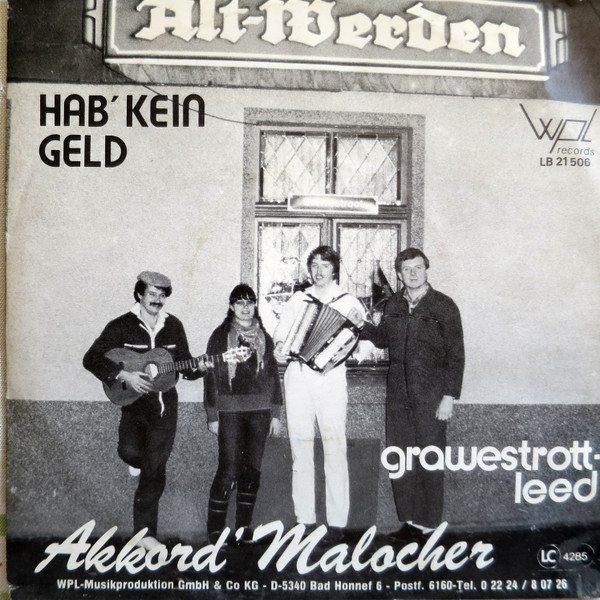 Alt-Werden
HAB' KEIN
GELD
WPL
records
LB 21 506
grawestrott-
leed
Akkord' Malocher
LC 4285
WPL-Musikproduktion GmbH & Co KG - D-5340 Bad Honnef 6 - Postf. 6160-Tel. 0 22 24 / 8 07 26